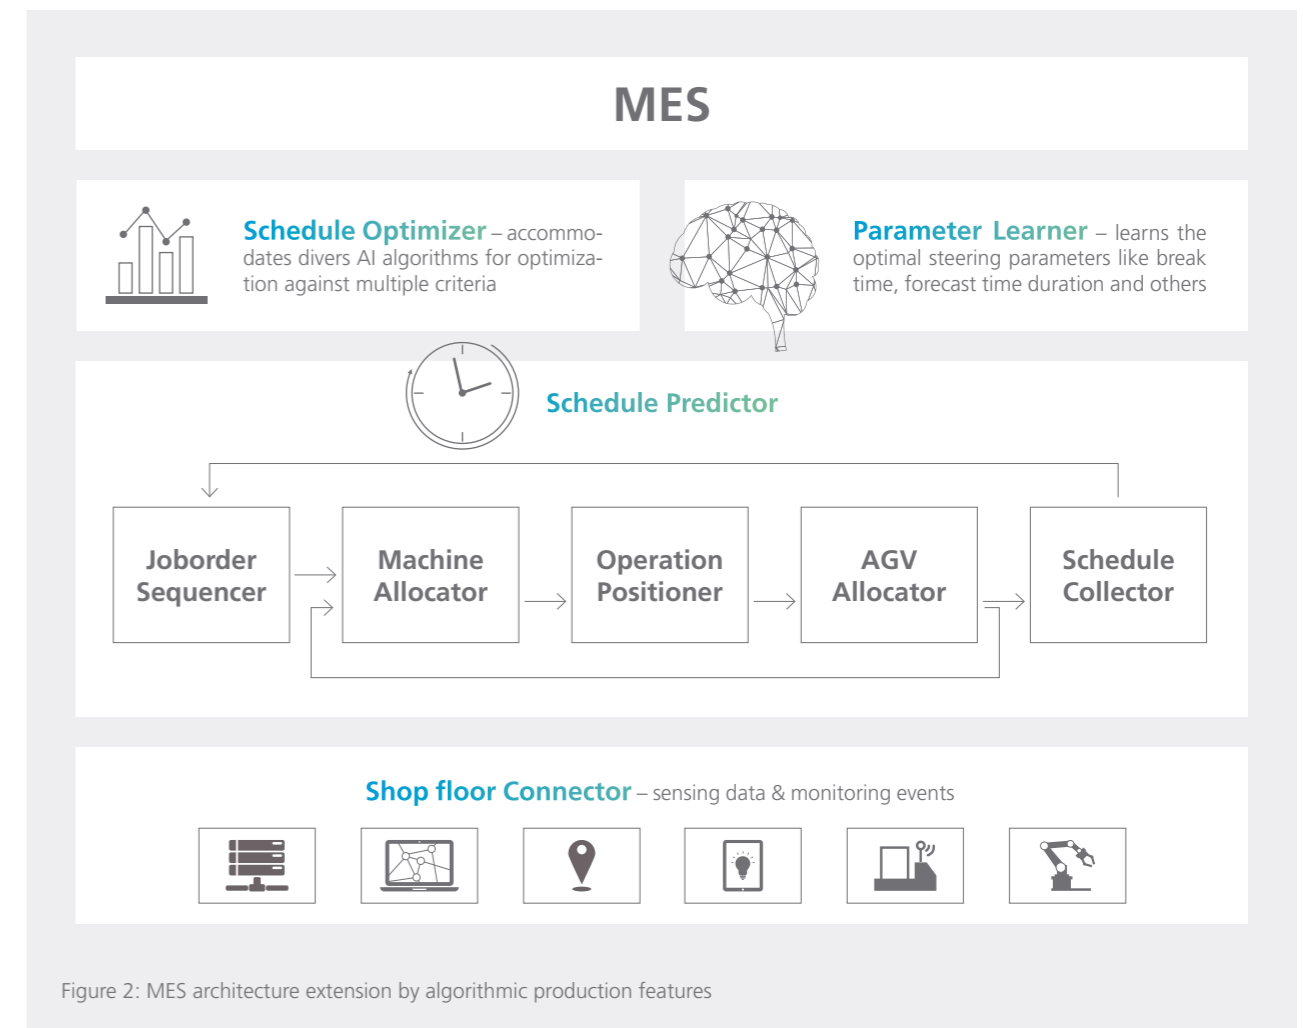 MES
Schedule Optimizer – accommo-
dates divers AI algorithms for optimiza-
tion against multiple criteria
Parameter Learner – learns the
optimal steering parameters like break
time, forecast time duration and others
Schedule Predictor
Joborder
Sequencer
Machine
Allocator
Operation
Positioner
AGV
Allocator
Schedule
Collector
Shop floor Connector – sensing data & monitoring events
Figure 2: MES architecture extension by algorithmic production features